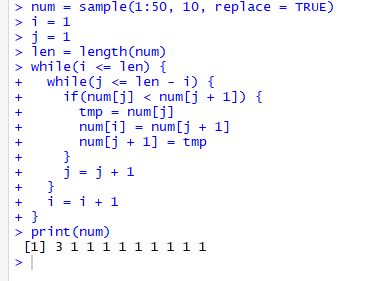 > num = sample(1:50, 10, replace = TRUE)
> i = 1
> j = 1
> len = length(num)
> while(i <= len) {
+   while(j <= len - i) {
+     if(num[j] < num[j + 1]) {
+       tmp = num[j]
+       num[i] = num[j + 1]
+       num[j + 1] = tmp
+     }
+     j = j + 1
+   }
+   i = i + 1
+ }
> print(num)
 [1] 3 1 1 1 1 1 1 1 1 1
>